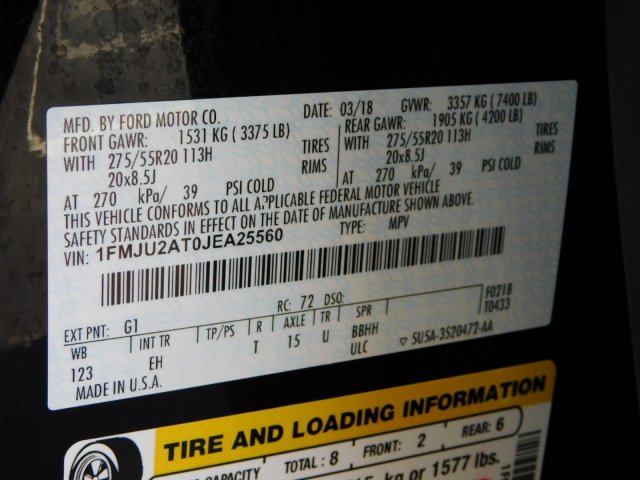 MFD. BY FORD MOTOR CO. DATE: 03/18 GVWR: 3357 KG ( 7400 LB)
FRONT GAWR: 1531 KG ( 3375 LB) REAR GAWR: 1905 KG ( 4200 LB)
WITH 275/55R20 113H TIRES WITH 275/55R20 113H TIRES
20x8.5J RIMS 20x8.5J RIMS
AT 270 kPa/ 39 PSI COLD AT 270 kPa/ 39 PSI COLD
THIS VEHICLE CONFORMS TO ALL APPLICABLE FEDERAL MOTOR VEHICLE
SAFETY STANDARDS IN EFFECT ON THE DATE OF MANUFACTURE SHOWN ABOVE.
VIN: 1FMJU2AT0JEA25560 TYPE: MPV
F0218
EXT PNT: G1 RC: 72 DSO: T0433
WB INT TR TP/PS R AXLE TR SPR
123 EH T 15 U BBHH
ULC ▽ 5U5A-3520472-AA
MADE IN U.S.A.
TIRE AND LOADING INFORMATION
CAPACITY TOTAL : 8 FRONT: 2 REAR: 6
kg or 1577 lbs.